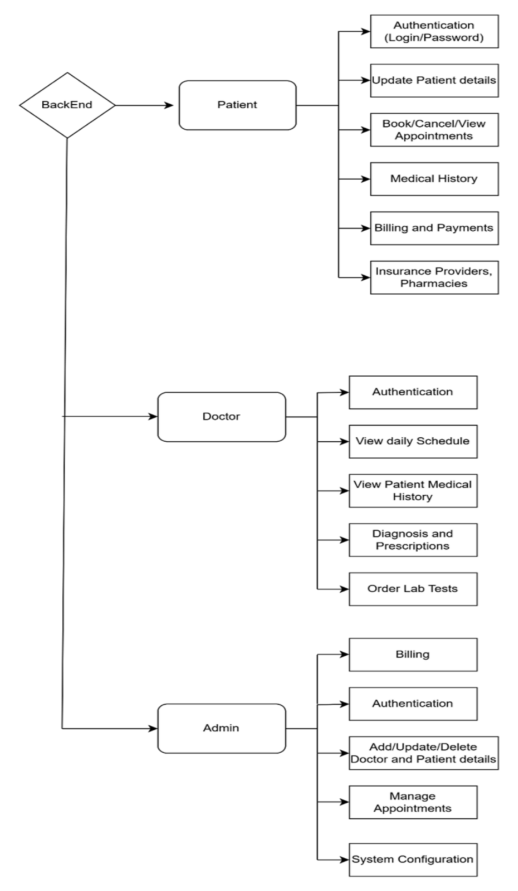 BackEnd
Patient
Authentication
(Login/Password)
Update Patient details
Book/Cancel/View
Appointments
Medical History
Billing and Payments
Insurance Providers,
Pharmacies
Doctor
Authentication
View daily Schedule
View Patient Medical
History
Diagnosis and
Prescriptions
Order Lab Tests
Admin
Billing
Authentication
Add/Update/Delete
Doctor and Patient details
Manage
Appointments
System Configuration